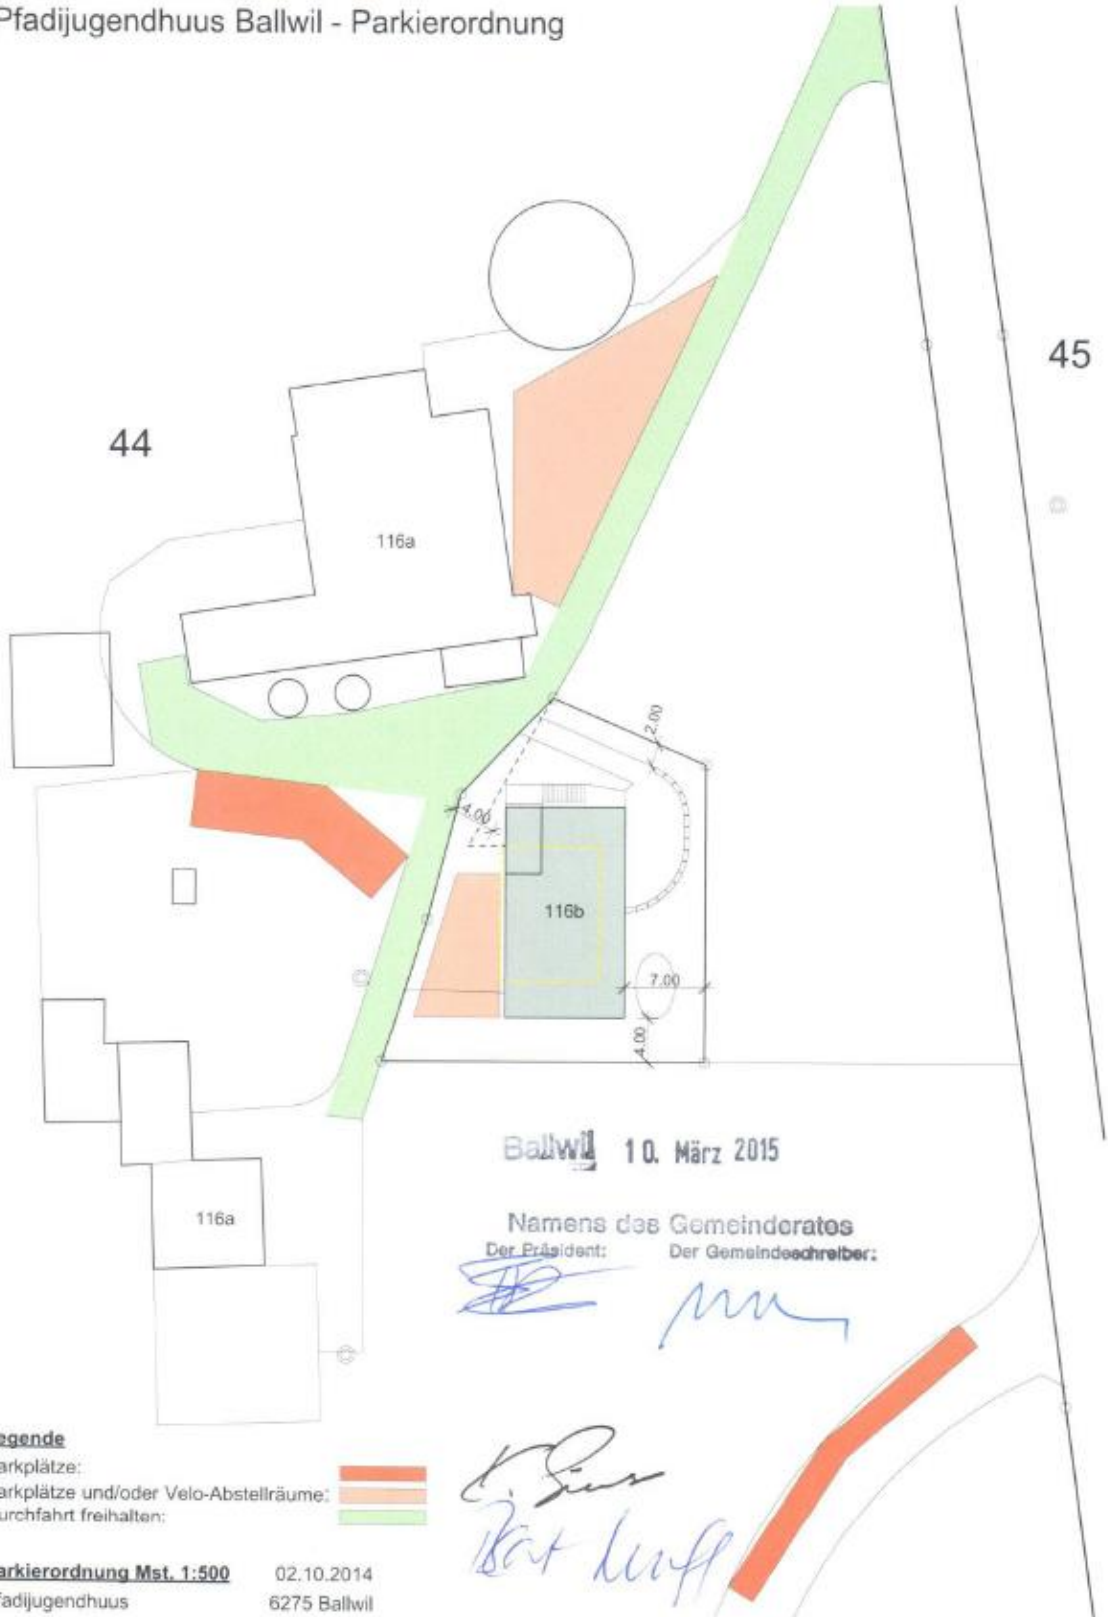 Pfadijugendhuus Ballwil - Parkierordnung
45
44
116a
2.00
4.00
116b
7.00
4.00
Ballwil 10. März 2015
116a
Namens des Gemeinderates
Der Präsident: Der Gemeindeschreiber:
egende
arkplätze:
arkplätze und/oder Velo-Abstellräume:
urchfahrt freihalten:
arkierordnung Mst. 1:500 02.10.2014
fadijugendhuus 6275 Ballwil